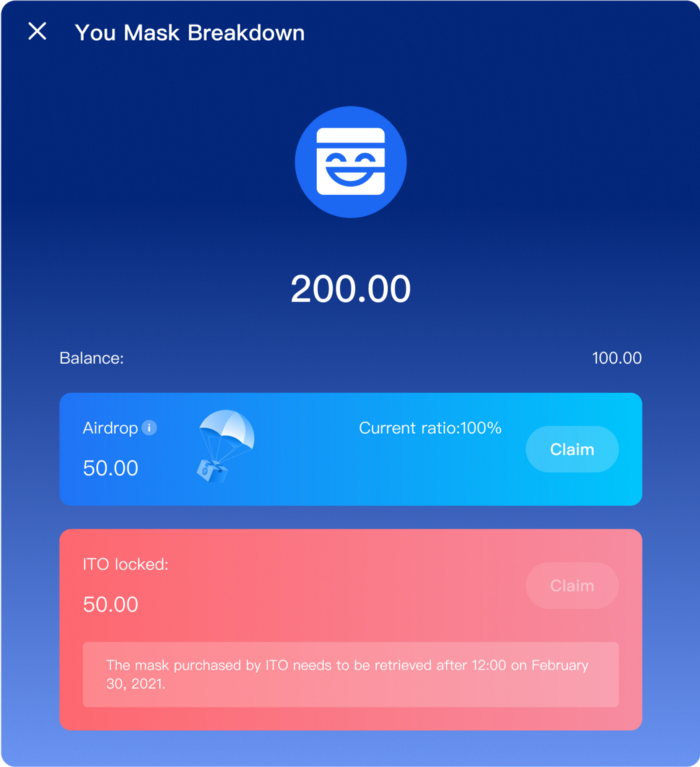 You Mask Breakdown
200.00
Balance:
100.00
Airdrop
Current ratio:100%
50.00
Claim
ITO locked:
50.00
Claim
The mask purchased by ITO needs to be retrieved after 12:00 on February
30, 2021.